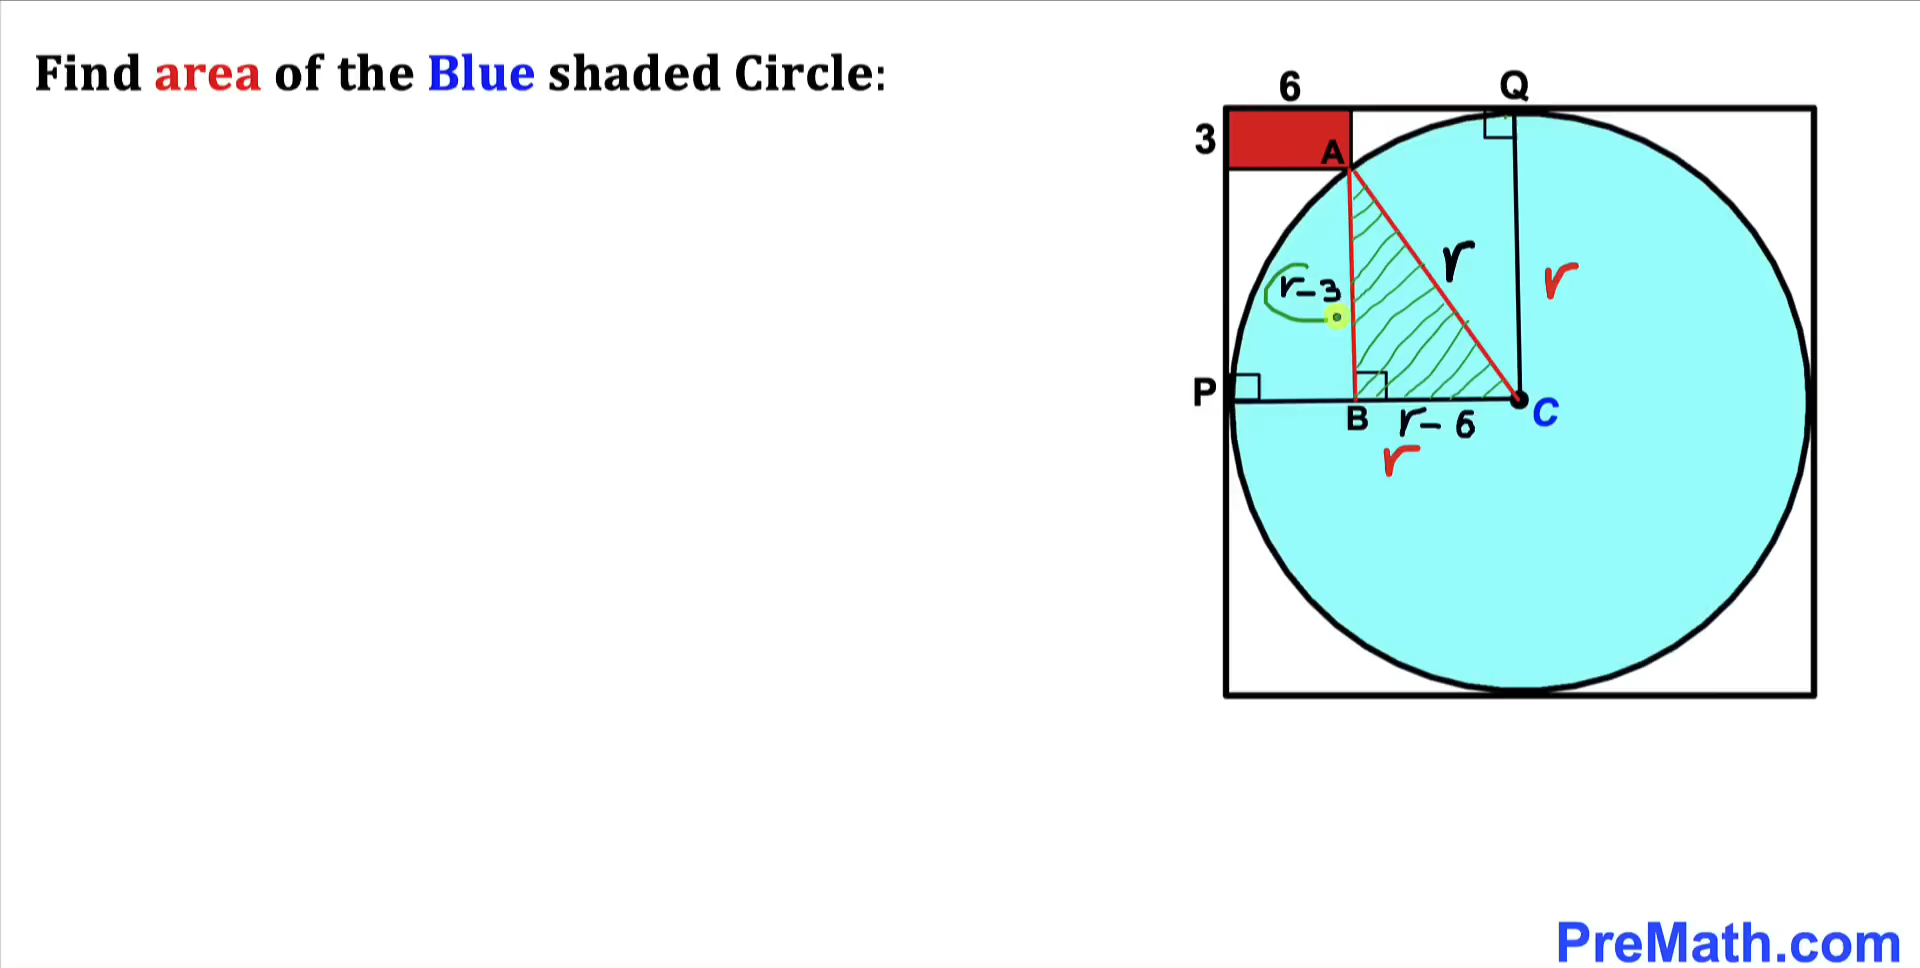 Find area of the Blue shaded Circle:
6
Q
3
A
r
r
r-3
P
B
r-6
C
r
PreMath.com